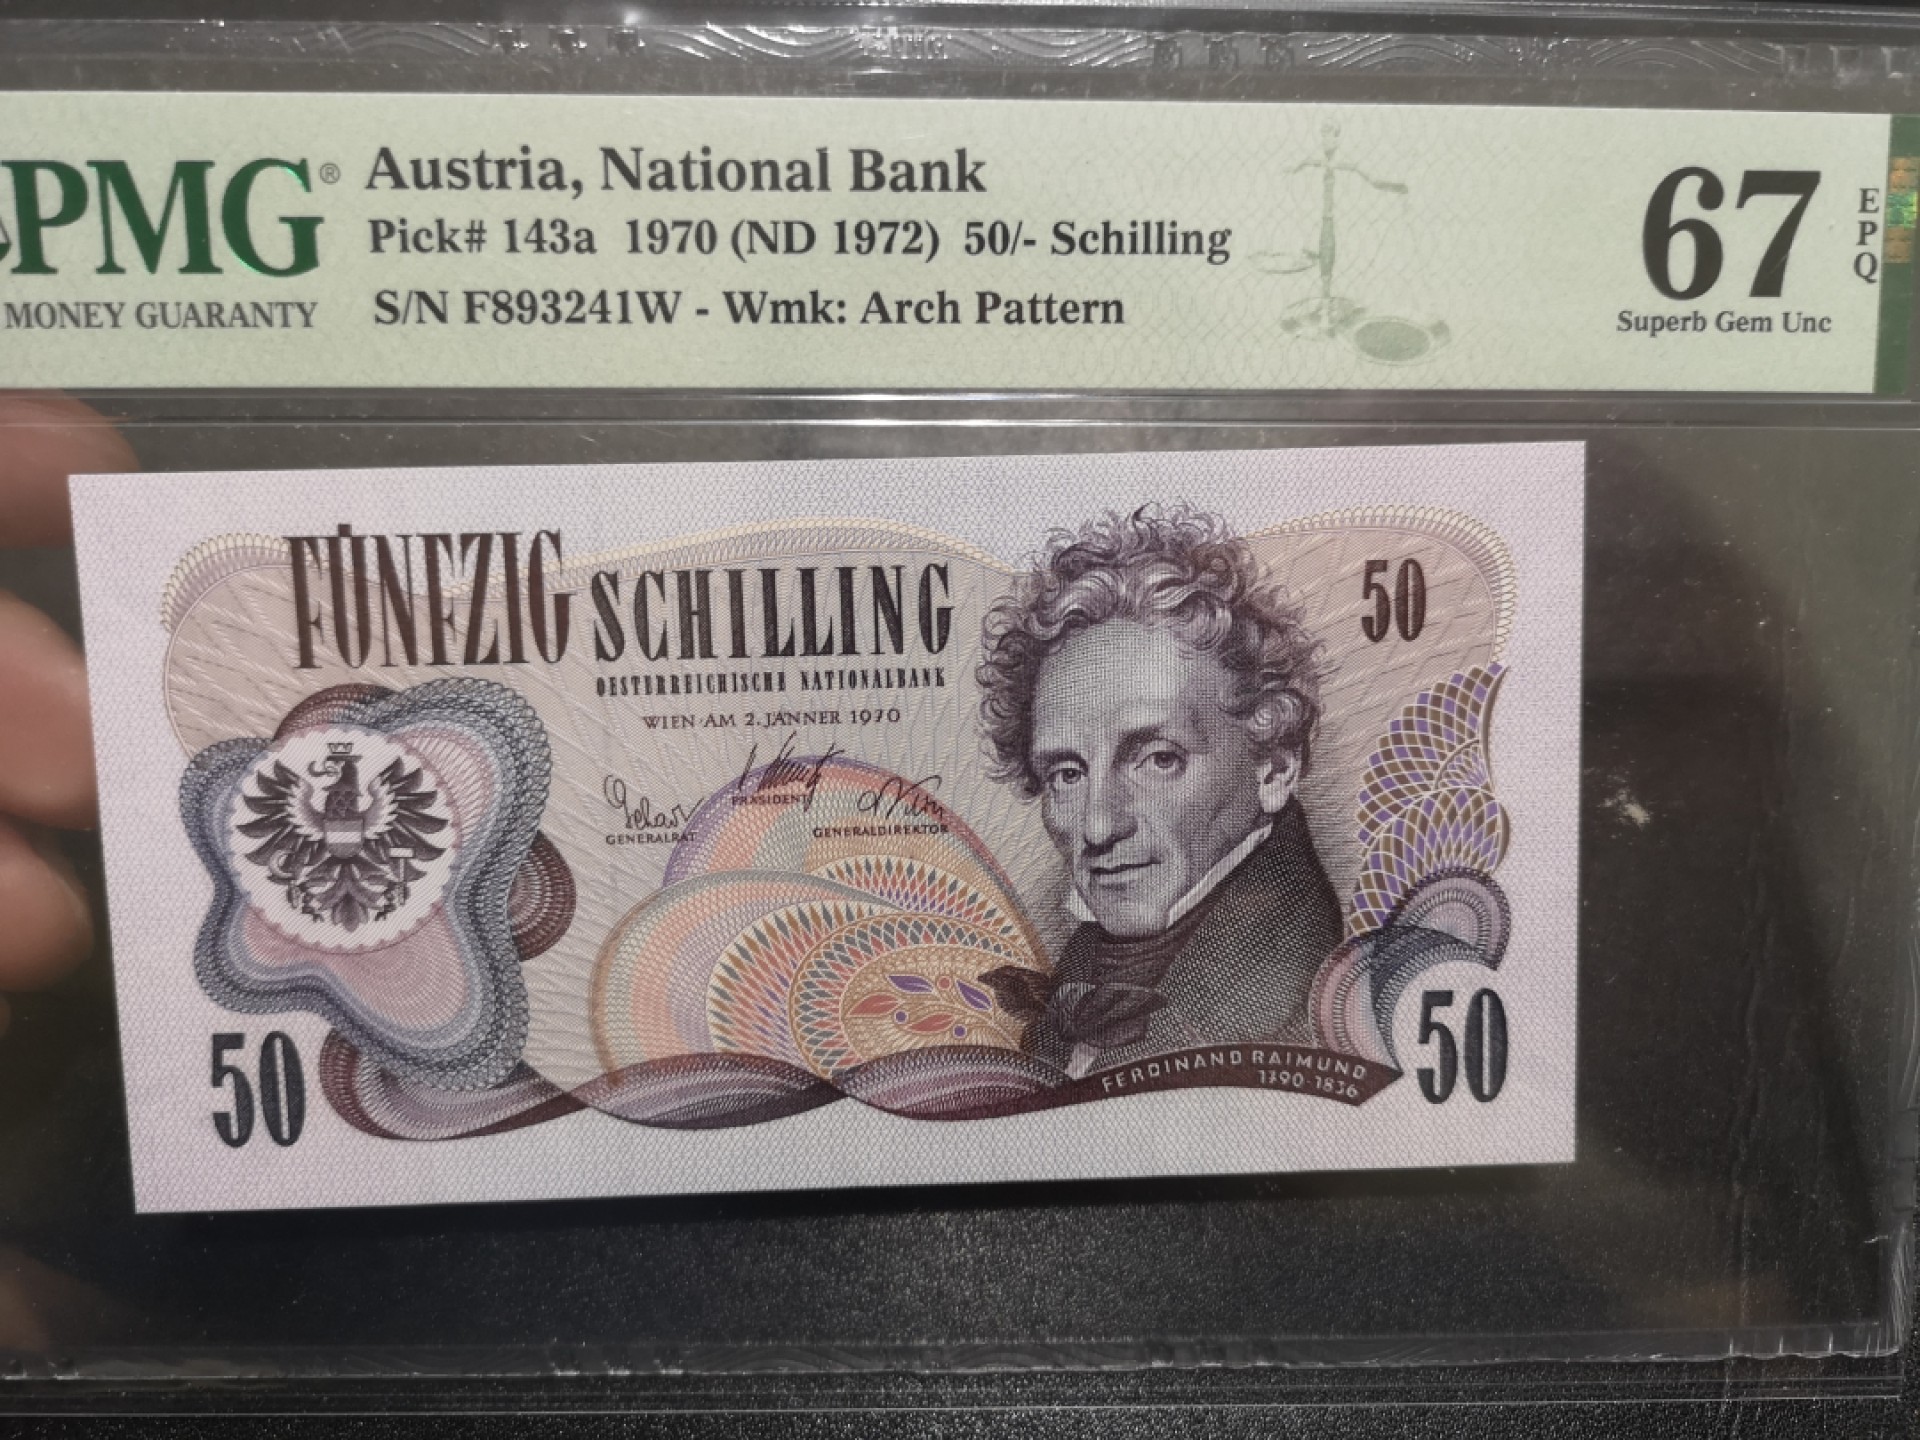 PMG®
MONEY GUARANTY
Austria, National Bank
Pick# 143a 1970 (ND 1972) 50/- Schilling
S/N F893241W - Wmk: Arch Pattern
67
EPQ
Superb Gem Unc
FÜNFZIG SCHILLING
OESTERREICHISCHE NATIONALBANK
WIEN AM 2. JÄNNER 1970
GENERALRAT
PRÄSIDENT
GENERALDIREKTOR
50
50
50
FERDINAND RAIMUND
1790-1836